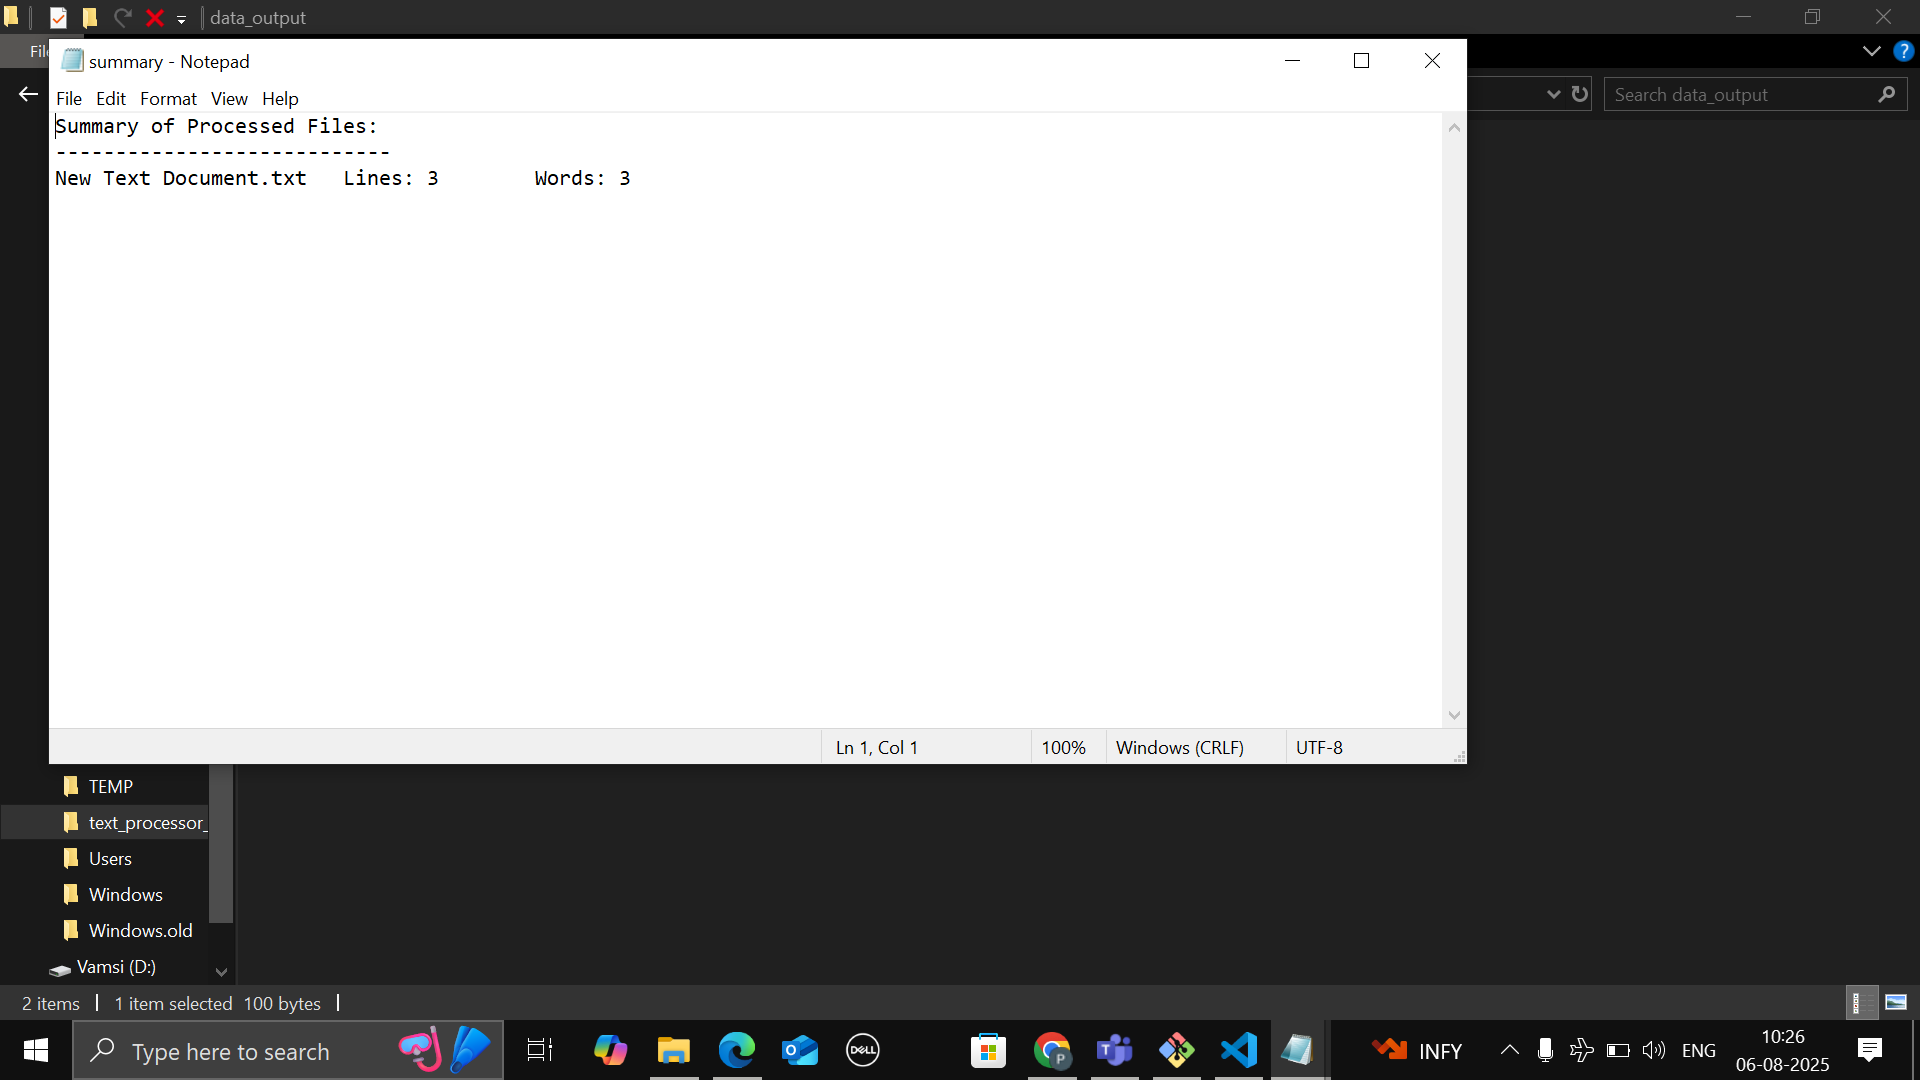 data_output
summary - Notepad
File Edit Format View Help
Search data_output
Summary of Processed Files:
----------------------------
New Text Document.txt   Lines: 3        Words: 3
Ln 1, Col 1
100%
Windows (CRLF)
UTF-8
TEMP
text_processor_
Users
Windows
Windows.old
Vamsi (D:)
2 items
1 item selected 100 bytes
Type here to search
DELL
INFY
ENG
10:26
06-08-2025